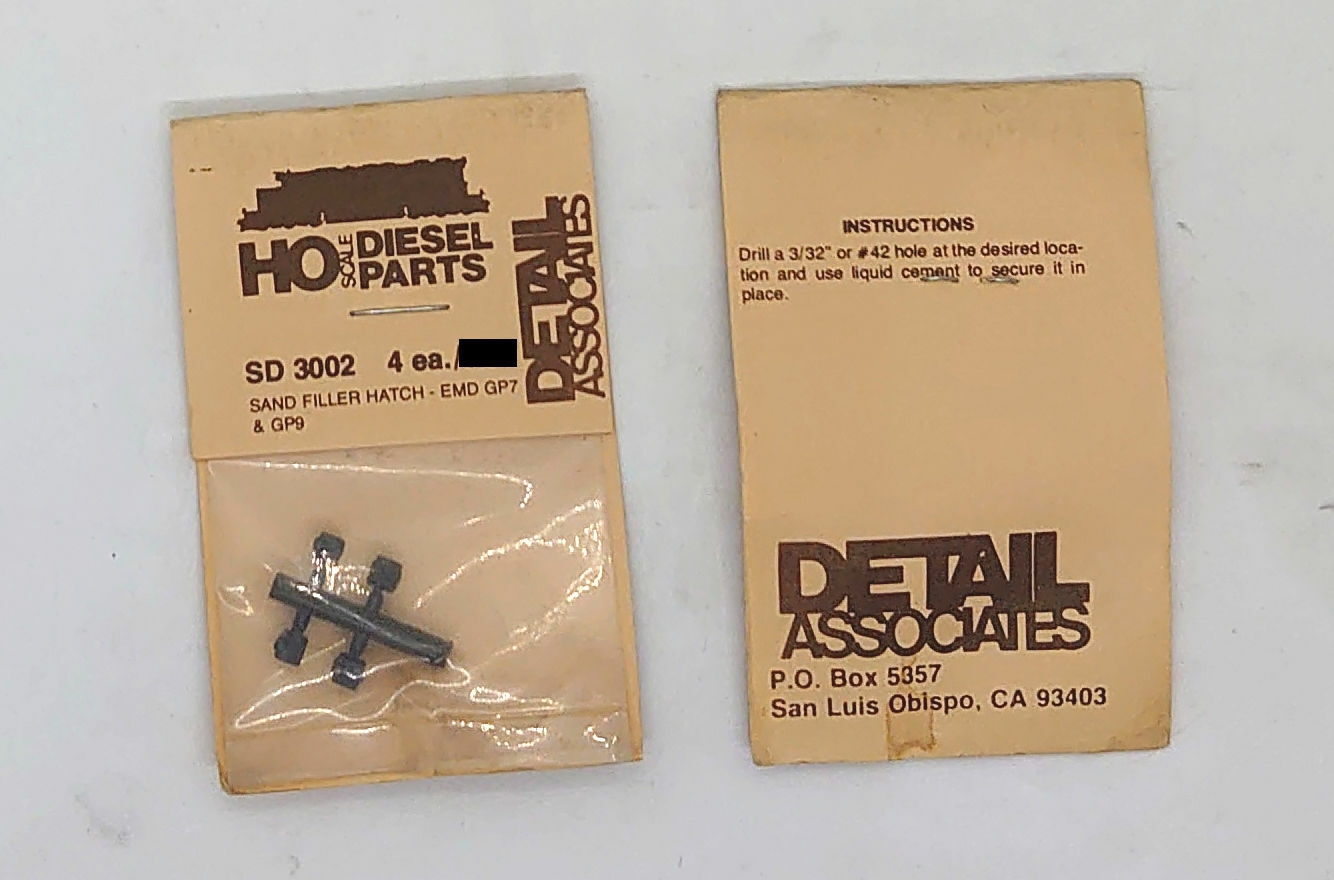 HO SCALE DIESEL
PARTS
DETAIL
ASSOCIATES
SD 3002 4 ea./
SAND FILLER HATCH - EMD GP7
& GP9
INSTRUCTIONS
Drill a 3/32" or #42 hole at the desired loca-
tion and use liquid cement to secure it in
place.
DETAIL
ASSOCIATES
P.O. Box 5357
San Luis Obispo, CA 93403